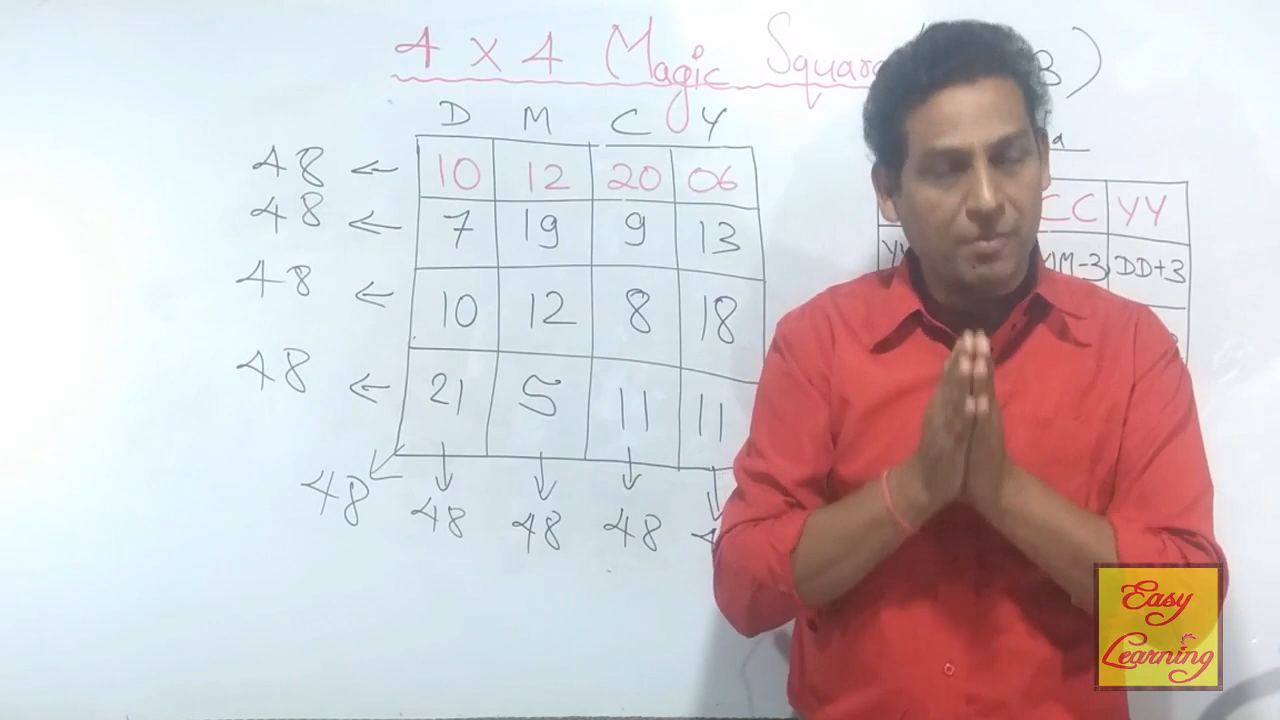 4 X 4 Magic Square
B)
D M C Y
48 ← 10 12 20 06
48 ← 7 19 9 13
48 ← 10 12 8 18
48 ← 21 5 11 11
48 48 48 48
CC YY
MM-3 DD+3
Easy
Learning